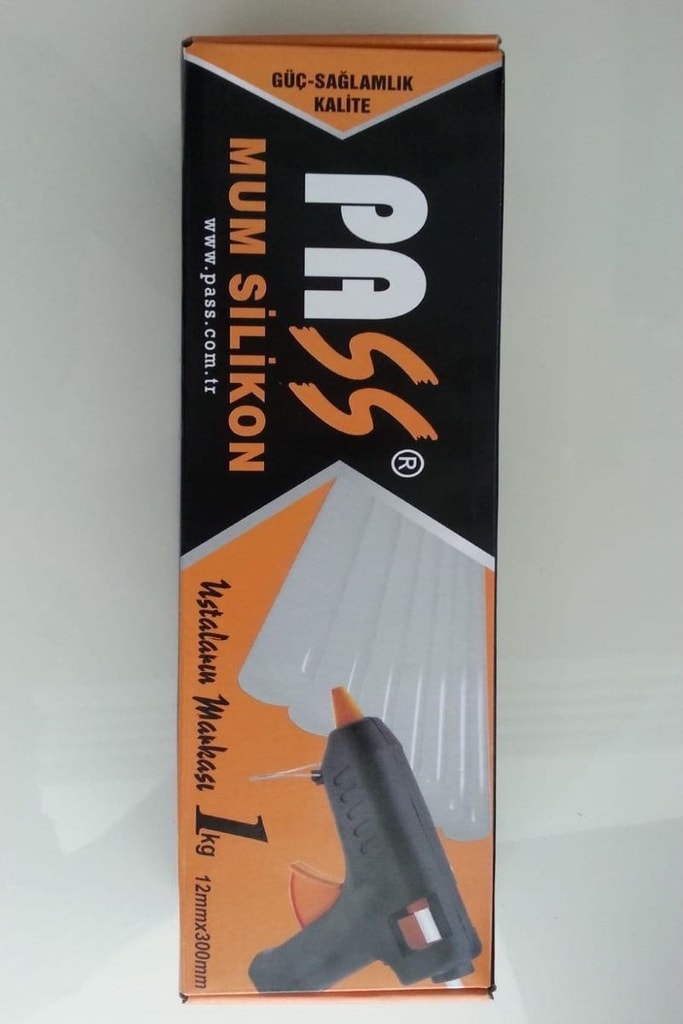 GÜÇ-SAĞLAMLIK
KALİTE
PASS®
MUM SİLİKON
www.pass.com.tr
Ustaların Markası 1kg 12mmx300mm